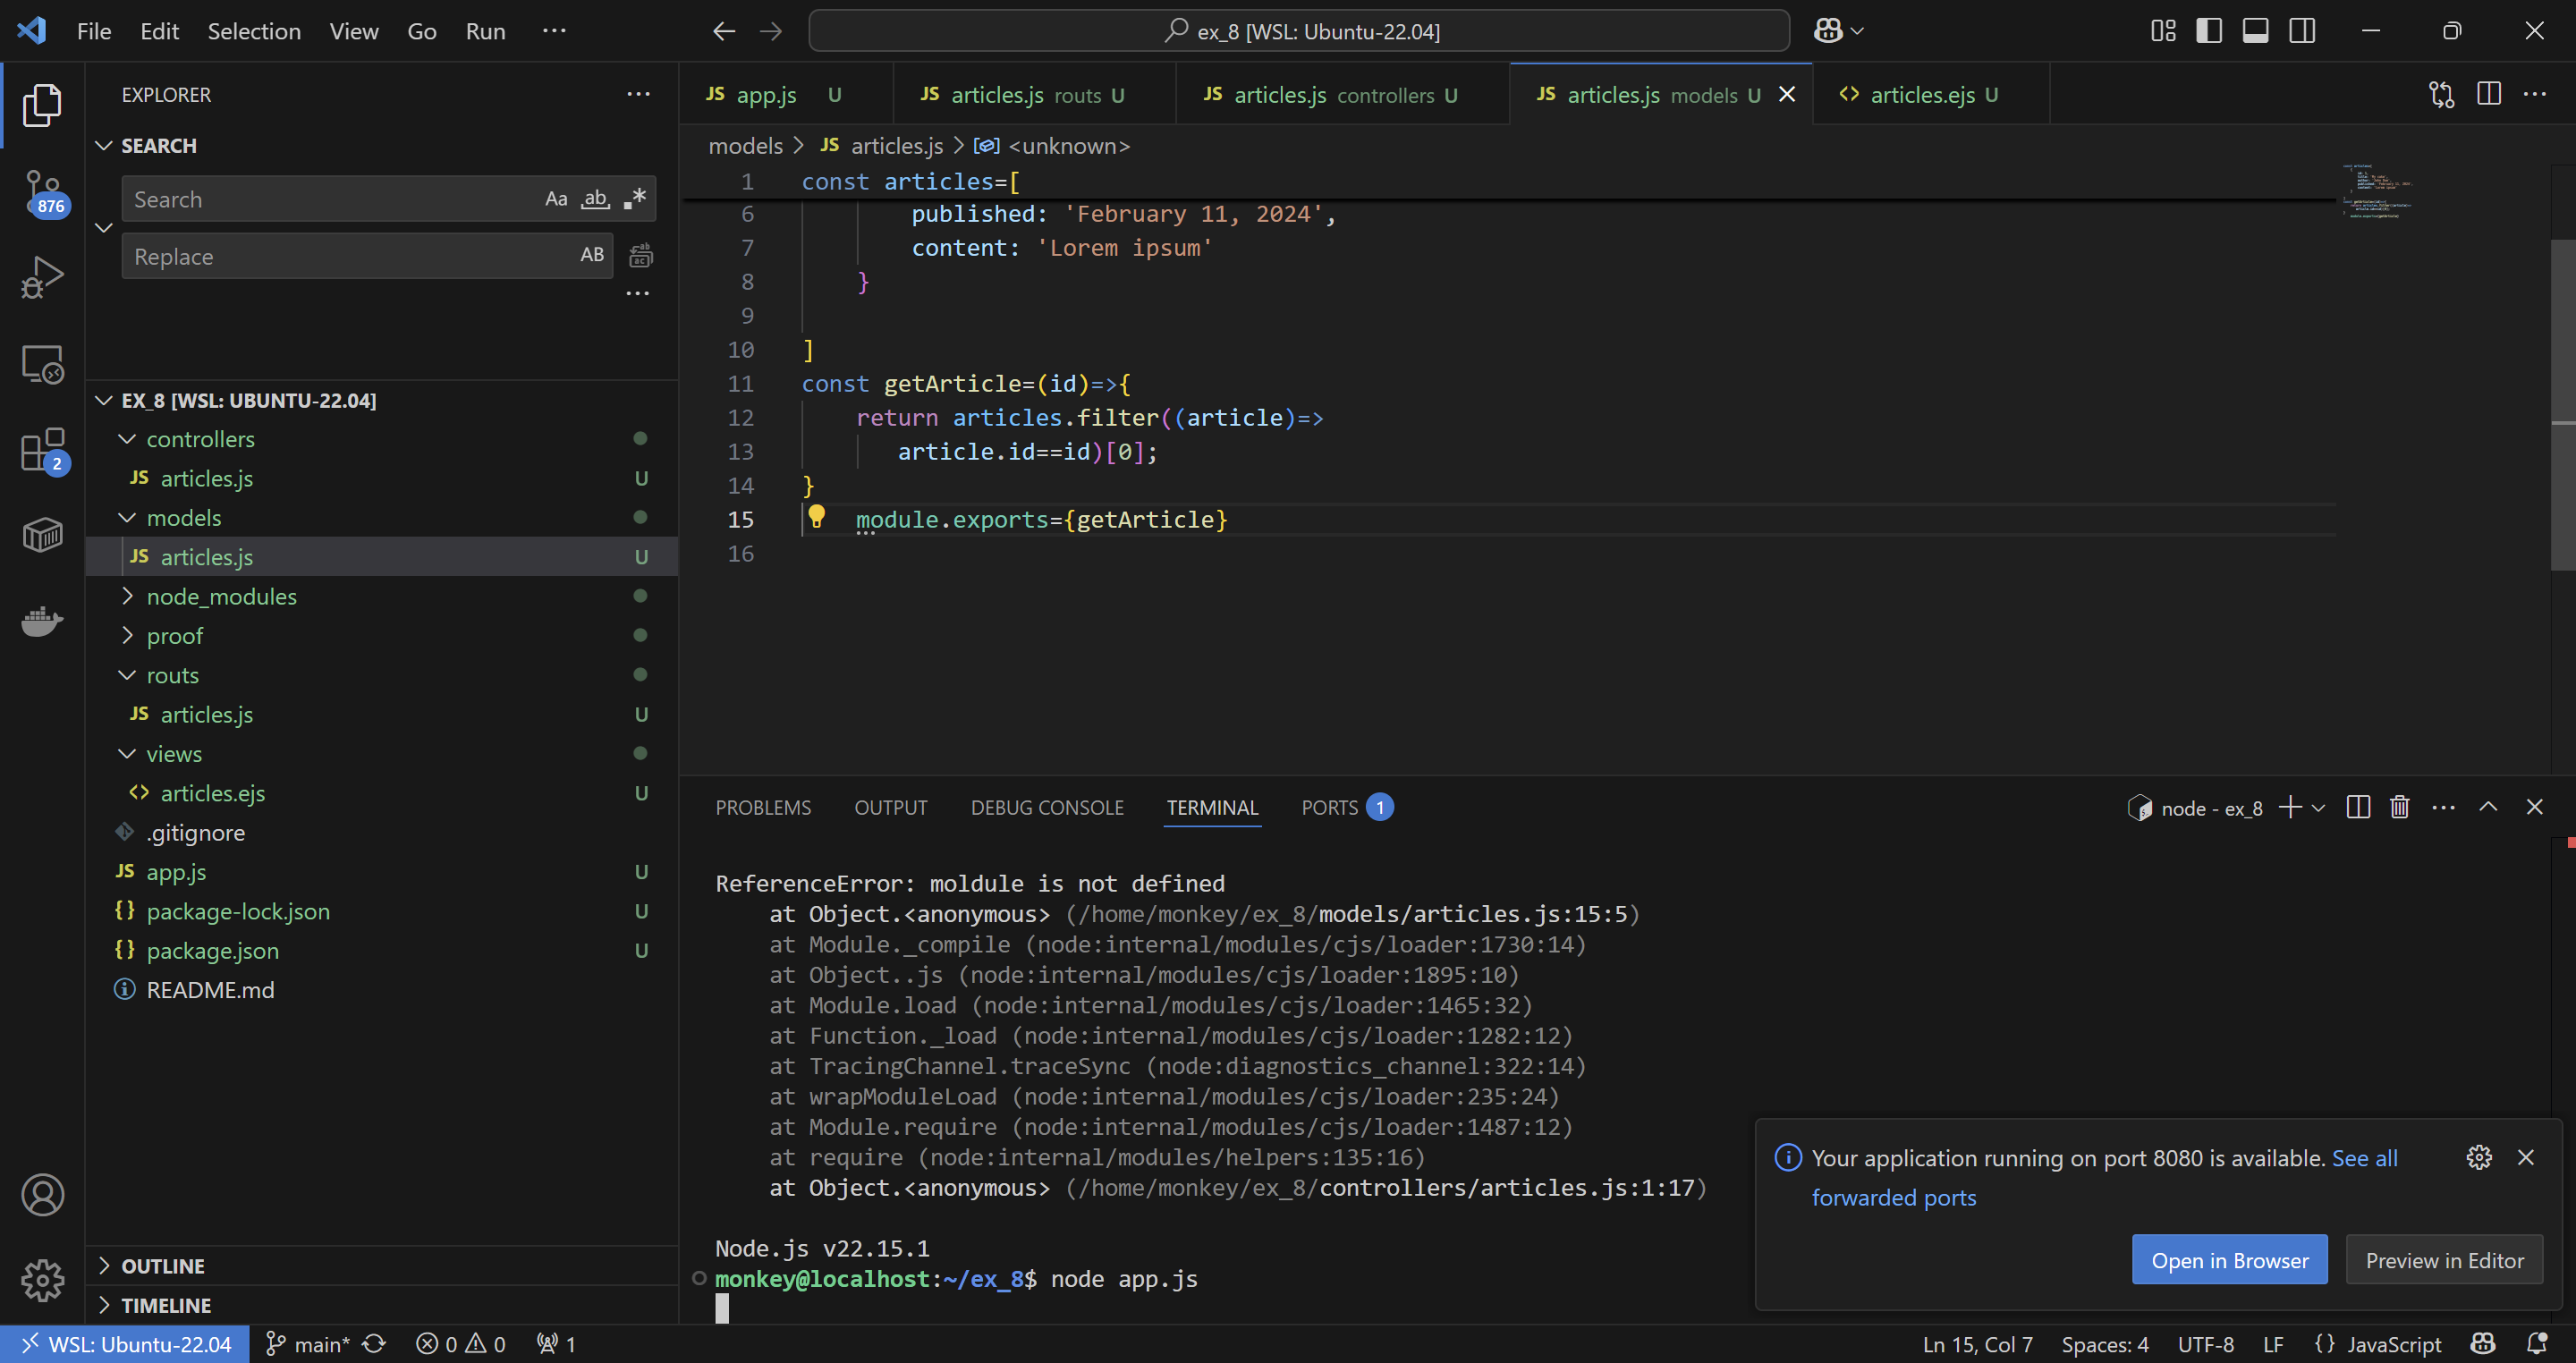 File Edit Selection View Go Run ···
ex_8 [WSL: Ubuntu-22.04]
EXPLORER
SEARCH
Search Aa ab .*
Replace AB
876
2
EX_8 [WSL: UBUNTU-22.04]
controllers
JS articles.js U
models
JS articles.js U
node_modules
proof
routs
JS articles.js U
views
<> articles.ejs U
.gitignore
JS app.js U
{} package-lock.json U
{} package.json U
README.md
OUTLINE
TIMELINE
JS app.js U JS articles.js routs U JS articles.js controllers U JS articles.js models U <> articles.ejs U
models > JS articles.js > <unknown>
1 const articles=[
6 published: 'February 11, 2024',
7 content: 'Lorem ipsum'
8 }
9
10 ]
11 const getArticle=(id)=>{
12 return articles.filter((article)=>
13 article.id==id)[0];
14 }
15 module.exports={getArticle}
16
PROBLEMS OUTPUT DEBUG CONSOLE TERMINAL PORTS 1
node - ex_8
ReferenceError: moldule is not defined
at Object.<anonymous> (/home/monkey/ex_8/models/articles.js:15:5)
at Module._compile (node:internal/modules/cjs/loader:1730:14)
at Object..js (node:internal/modules/cjs/loader:1895:10)
at Module.load (node:internal/modules/cjs/loader:1465:32)
at Function._load (node:internal/modules/cjs/loader:1282:12)
at TracingChannel.traceSync (node:diagnostics_channel:322:14)
at wrapModuleLoad (node:internal/modules/cjs/loader:235:24)
at Module.require (node:internal/modules/cjs/loader:1487:12)
at require (node:internal/modules/helpers:135:16)
at Object.<anonymous> (/home/monkey/ex_8/controllers/articles.js:1:17)
Node.js v22.15.1
monkey@localhost:~/ex_8$ node app.js
Your application running on port 8080 is available. See all
forwarded ports
Open in Browser Preview in Editor
WSL: Ubuntu-22.04 main* 0 0 1 Ln 15, Col 7 Spaces: 4 UTF-8 LF {} JavaScript